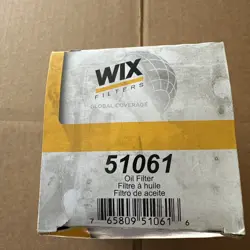 WIX
FILTERS
GLOBAL COVERAGE
51061
Oil Filter
Filtre à huile
Filtro de aceite
7 65809 51061 6